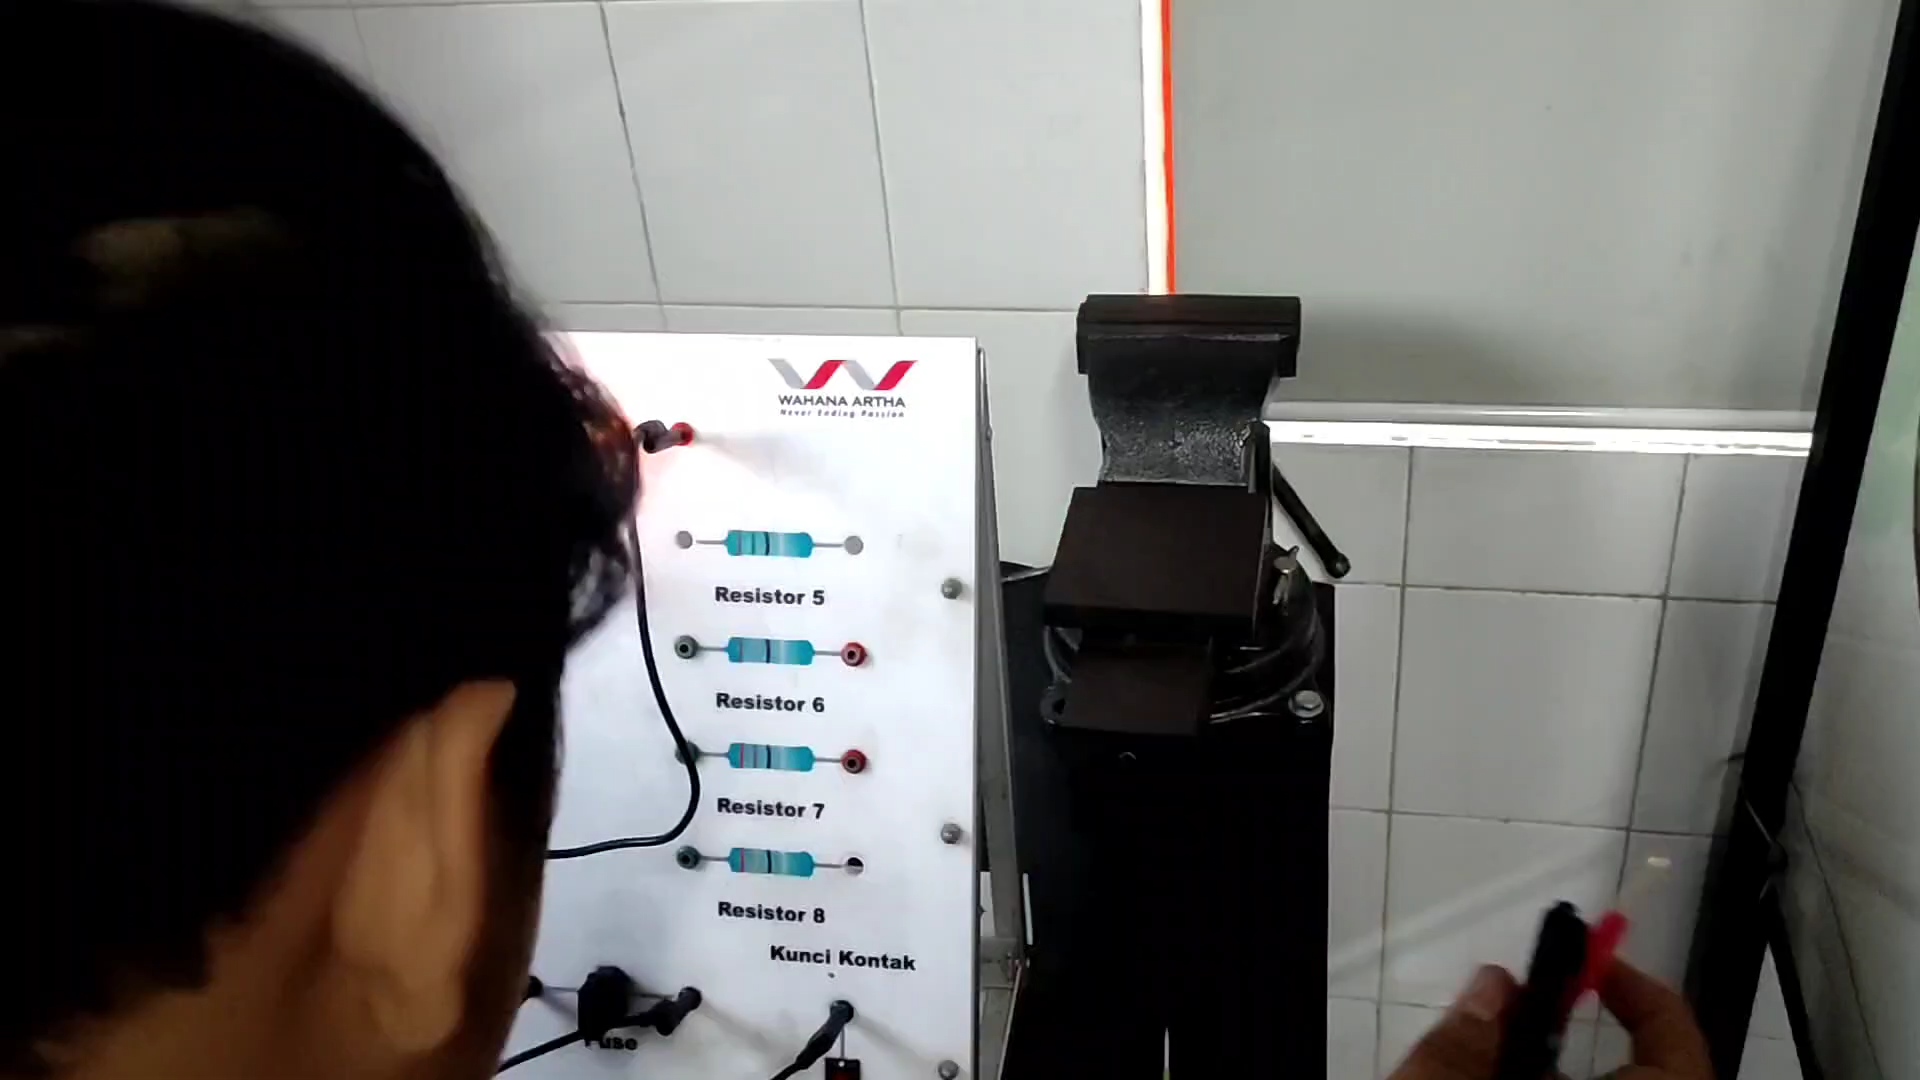 WAHANA ARTHA
Never Ending Passion
Resistor 5
Resistor 6
Resistor 7
Resistor 8
Kunci Kontak
Fuse